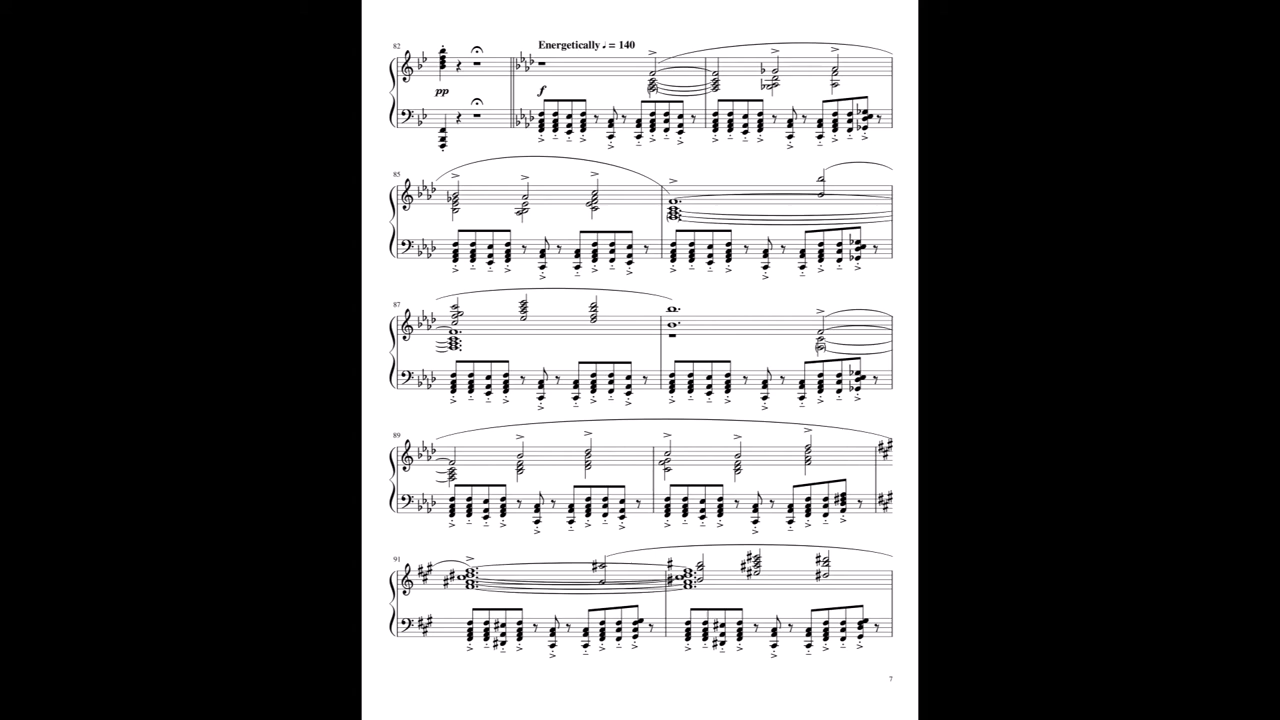 82
Energetically ♩ = 140
pp
f
85
87
89
91
7